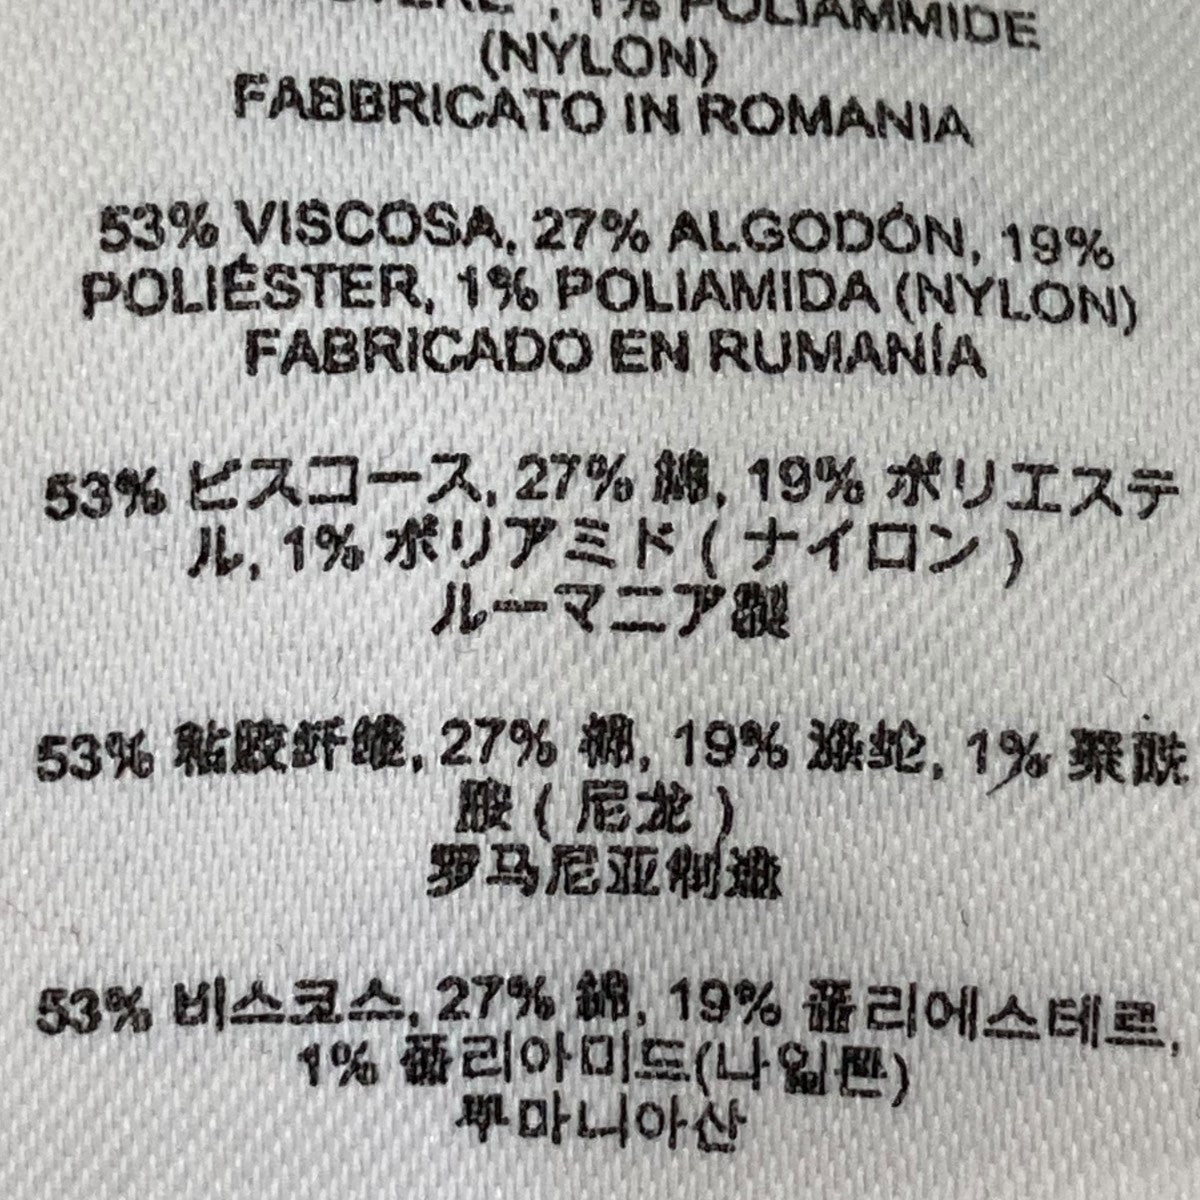 , 1% POLIAMMIDE
(NYLON)
FABBRICATO IN ROMANIA
53% VISCOSA, 27% ALGODÓN, 19%
POLIÉSTER, 1% POLIAMIDA (NYLON)
FABRICADO EN RUMANÍA
53% ビスコース, 27% 綿, 19% ポリエステ
ル, 1% ポリアミド ( ナイロン )
ルーマニア製
53% 粘胶纤维, 27% 棉, 19% 涤纶, 1% 聚酰
胺 ( 尼龙 )
罗马尼亚制造
53% 비스코스, 27% 綿, 19% 폴리에스테르,
1% 폴리아미드(나일론)
루마니아산